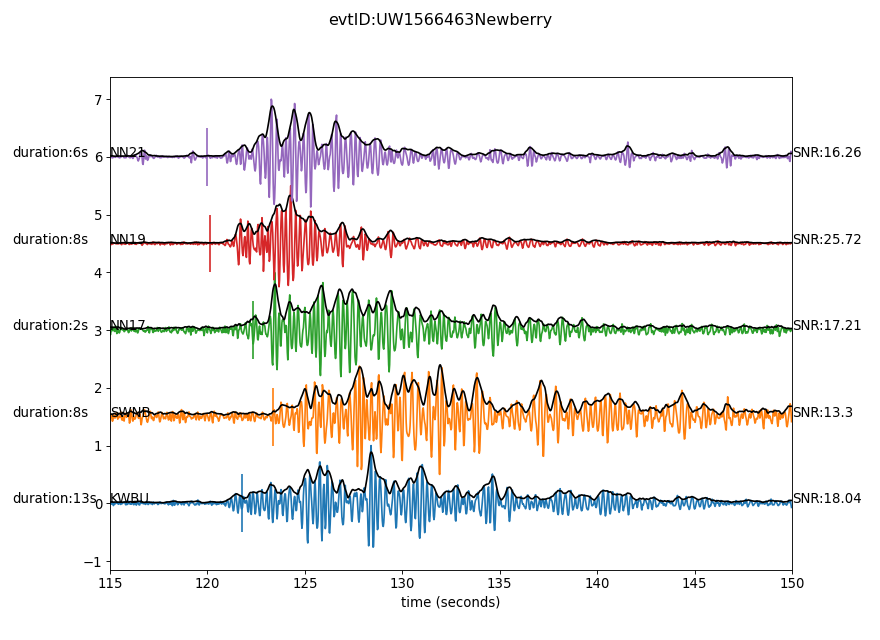 evtID:UW1566463Newberry
7
duration:6s NN21 6 SNR:16.26
5
duration:8s NN19 SNR:25.72
4
duration:2s NN17 3 SNR:17.21
2
duration:8s SWNB SNR:13.3
1
duration:13s KWBU 0 SNR:18.04
−1
115 120 125 130 135 140 145 150
time (seconds)